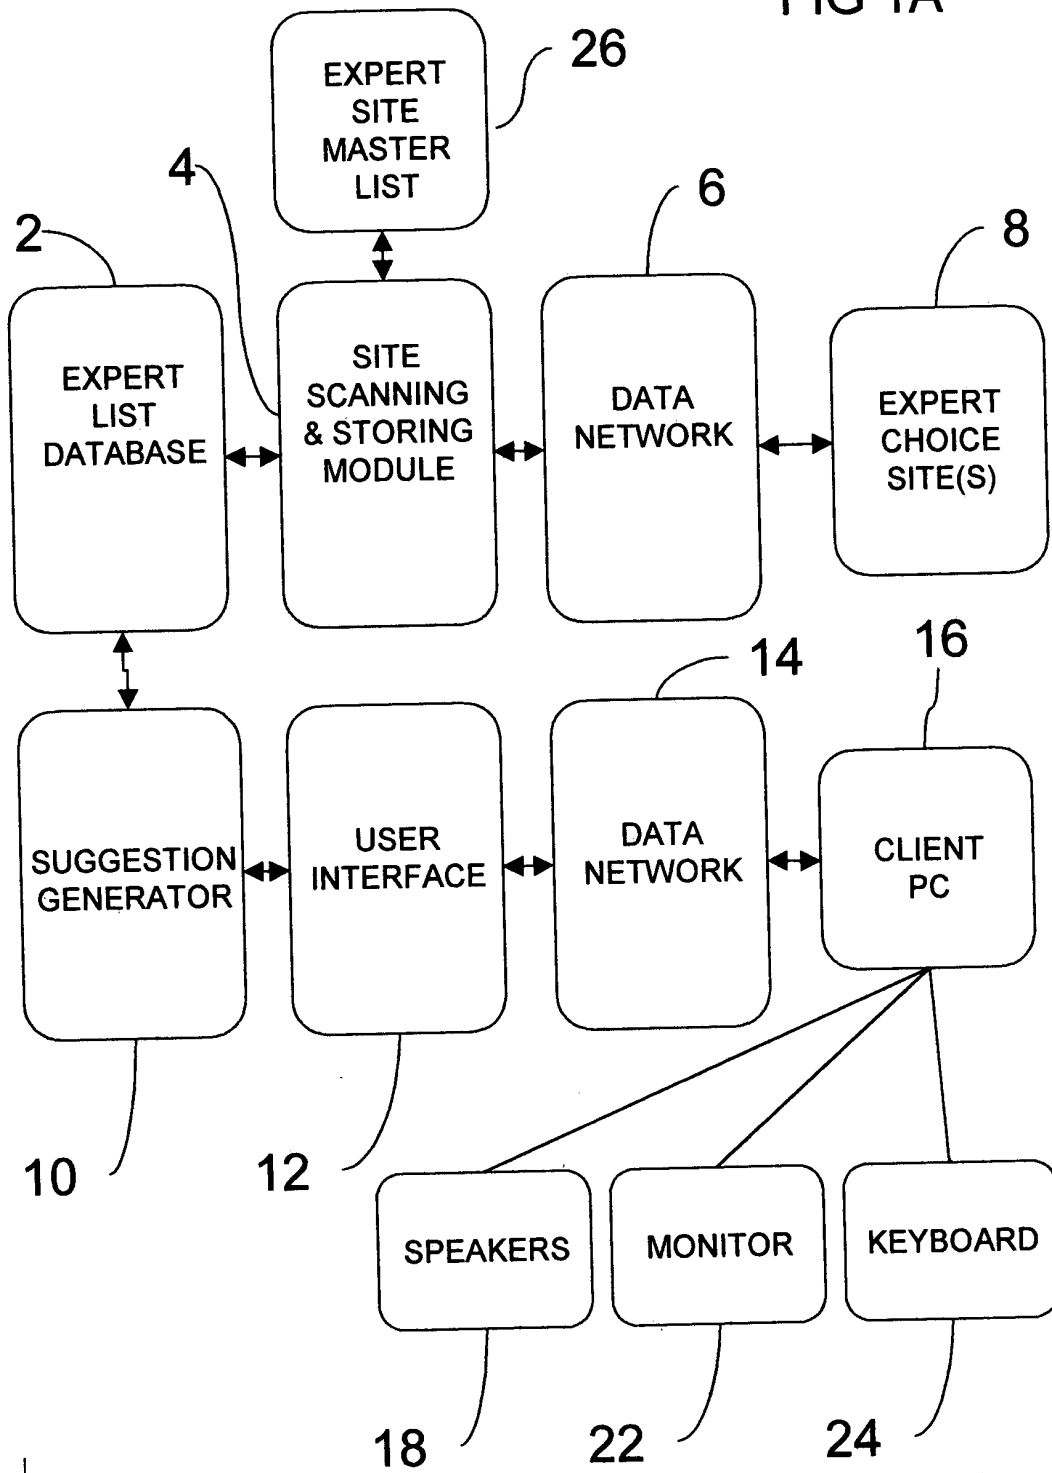 FIG 1A
EXPERT
SITE
MASTER
LIST
26
4
6
2
8
EXPERT
LIST
DATABASE
SITE
SCANNING
& STORING
MODULE
DATA
NETWORK
EXPERT
CHOICE
SITE(S)
14
16
SUGGESTION
GENERATOR
USER
INTERFACE
DATA
NETWORK
CLIENT
PC
10
12
SPEAKERS
MONITOR
KEYBOARD
18
22
24